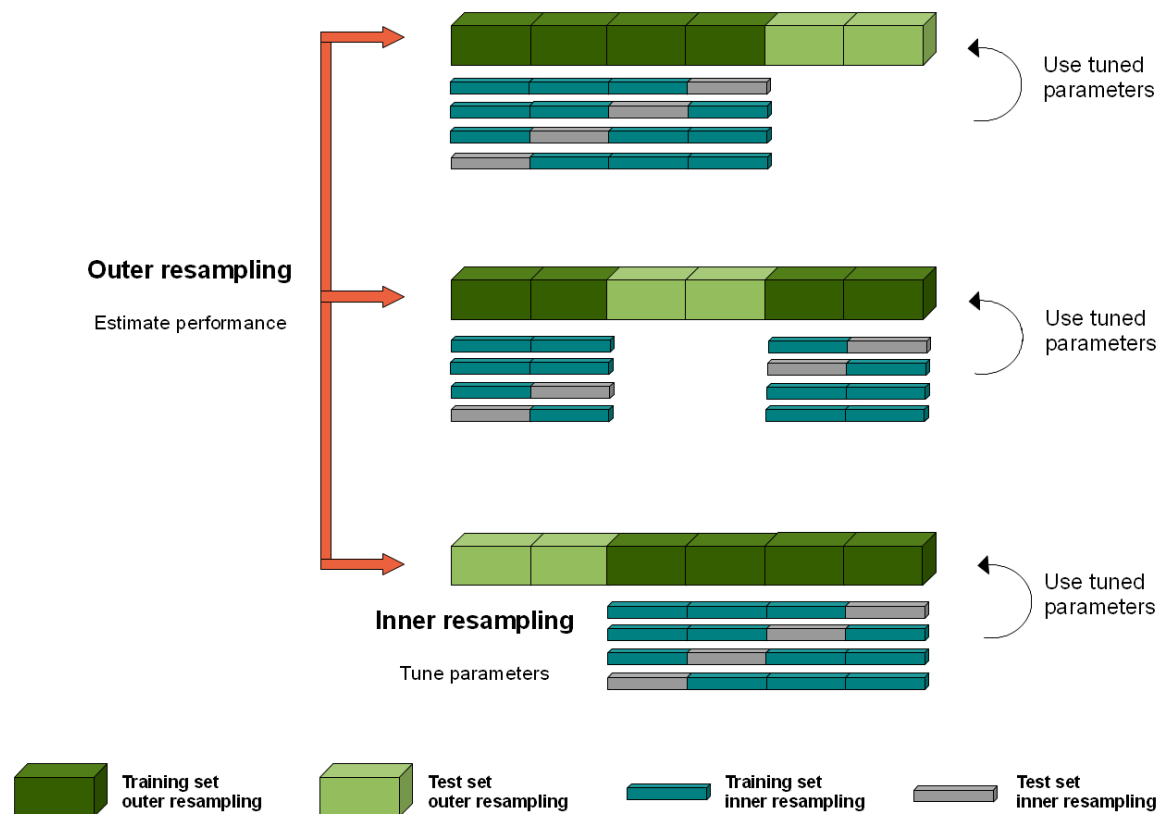 Use tuned
parameters
Outer resampling
Estimate performance
Use tuned
parameters
Inner resampling
Tune parameters
Use tuned
parameters
Training set
outer resampling
Test set
outer resampling
Training set
inner resampling
Test set
inner resampling